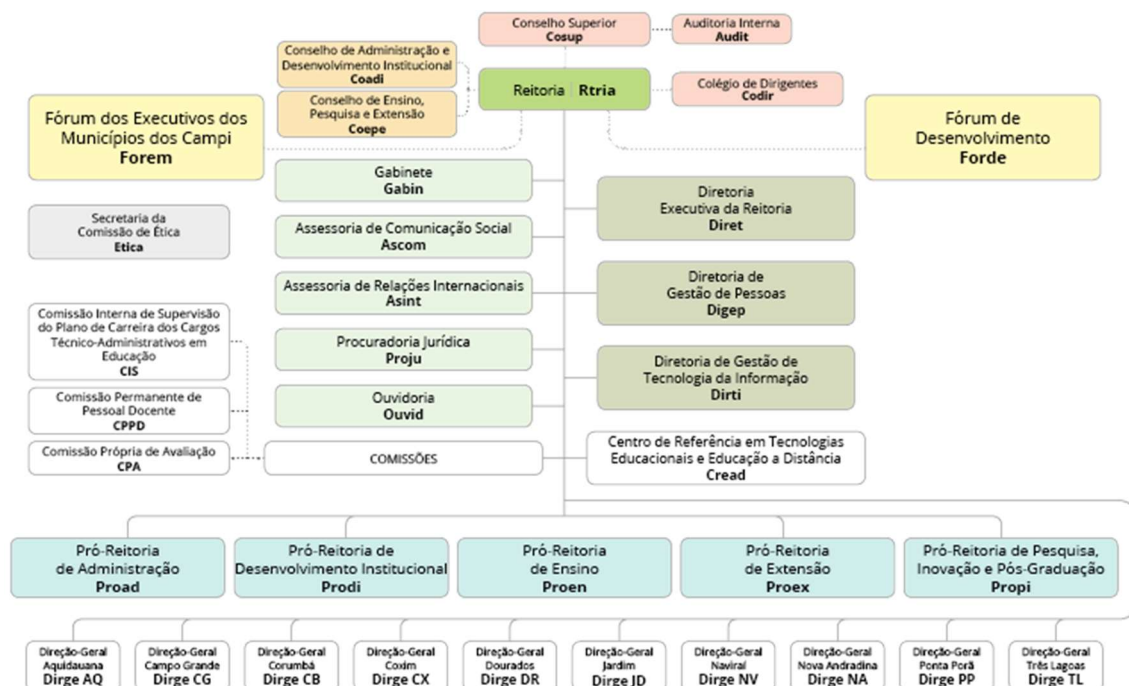 Conselho Superior
Cosup
Auditoria Interna
Audit
Conselho de Administração e
Desenvolvimento Institucional
Coadi
Reitoria | Rtria
Colégio de Dirigentes
Codir
Conselho de Ensino,
Pesquisa e Extensão
Coepe
Fórum dos Executivos dos
Municípios dos Campi
Forem
Fórum de
Desenvolvimento
Forde
Gabinete
Gabin
Diretoria
Executiva da Reitoria
Diret
Secretaria da
Comissão de Ética
Etica
Assessoria de Comunicação Social
Ascom
Assessoria de Relações Internacionais
Asint
Diretoria de
Gestão de Pessoas
Digep
Comissão Interna de Supervisão
do Plano de Carreira dos Cargos
Técnico-Administrativos em
Educação
CIS
Procuradoria Jurídica
Proju
Diretoria de Gestão de
Tecnologia da Informação
Dirti
Comissão Permanente de
Pessoal Docente
CPPD
Ouvidoria
Ouvid
Comissão Própria de Avaliação
CPA
COMISSÕES
Centro de Referência em Tecnologias
Educacionais e Educação a Distância
Cread
Pró-Reitoria
de Administração
Proad
Pró-Reitoria de
Desenvolvimento Institucional
Prodi
Pró-Reitoria
de Ensino
Proen
Pró-Reitoria
de Extensão
Proex
Pró-Reitoria de Pesquisa,
Inovação e Pós-Graduação
Propi
Direção-Geral
Aquidauana
Dirge AQ
Direção-Geral
Campo Grande
Dirge CG
Direção-Geral
Corumbá
Dirge CB
Direção-Geral
Coxim
Dirge CX
Direção-Geral
Dourados
Dirge DR
Direção-Geral
Jardim
Dirge JD
Direção-Geral
Naviraí
Dirge NV
Direção-Geral
Nova Andradina
Dirge NA
Direção-Geral
Ponta Porã
Dirge PP
Direção-Geral
Três Lagoas
Dirge TL